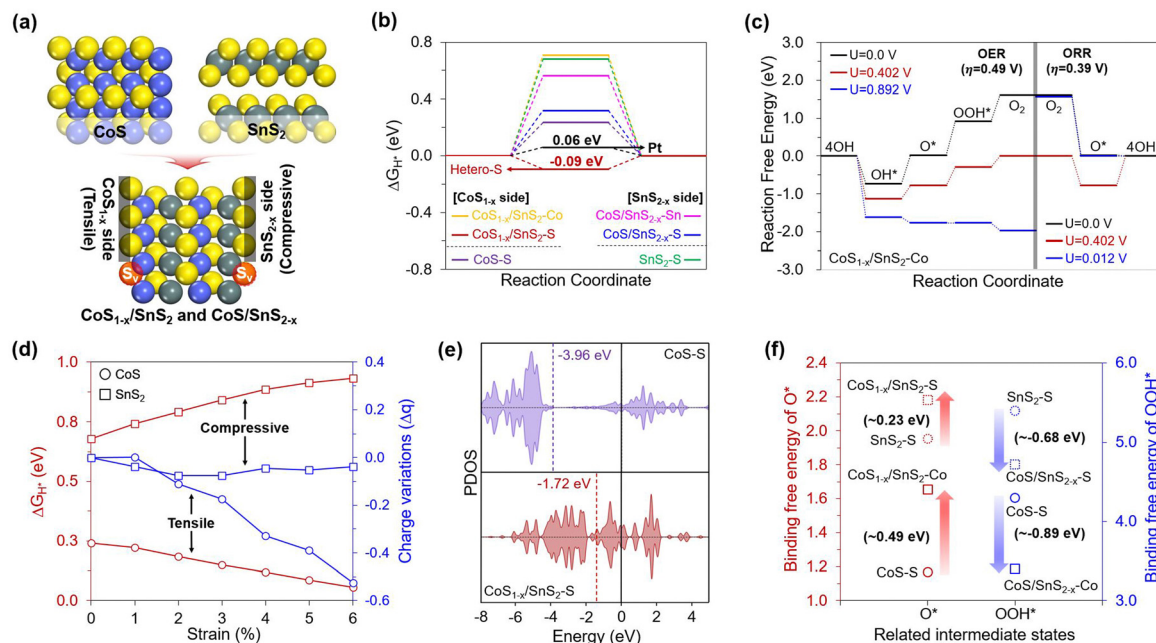 (a)
CoS
SnS₂
CoS₁₋ₓ side
(Tensile)
SnS₂₋ₓ side
(Compressive)
Sᵥ
Sᵥ
CoS₁₋ₓ/SnS₂ and CoS/SnS₂₋ₓ
(b)
ΔG_H* (eV)
0.8
0.4
0.0
-0.4
-0.8
0.06 eV
Pt
-0.09 eV
Hetero-S
[CoS₁₋ₓ side]
[SnS₂₋ₓ side]
CoS₁₋ₓ/SnS₂-Co
CoS/SnS₂₋ₓ-Sn
CoS₁₋ₓ/SnS₂-S
CoS/SnS₂₋ₓ-S
CoS-S
SnS₂-S
Reaction Coordinate
(c)
Reaction Free Energy (eV)
3.0
2.0
1.0
0.0
-1.0
-2.0
-3.0
U=0.0 V
U=0.402 V
U=0.892 V
OER
(η=0.49 V)
ORR
(η=0.39 V)
4OH
OH*
O*
OOH*
O₂
O₂
O*
4OH
U=0.0 V
U=0.402 V
U=0.012 V
CoS₁₋ₓ/SnS₂-Co
Reaction Coordinate
(d)
ΔG_H* (eV)
1.0
0.8
0.5
0.3
0.0
CoS
SnS₂
Compressive
Tensile
0.4
0.2
0.0
-0.2
-0.4
-0.6
Charge variations (Δq)
0 1 2 3 4 5 6
Strain (%)
(e)
PDOS
-3.96 eV
CoS-S
-1.72 eV
CoS₁₋ₓ/SnS₂-S
-8 -6 -4 -2 0 2 4
Energy (eV)
(f)
Binding free energy of O*
2.4
2.2
2.0
1.8
1.6
1.4
1.2
1.0
CoS₁₋ₓ/SnS₂-S
(~0.23 eV)
SnS₂-S
CoS₁₋ₓ/SnS₂-Co
(~0.49 eV)
CoS-S
SnS₂-S
(~-0.68 eV)
CoS/SnS₂₋ₓ-S
CoS-S
(~-0.89 eV)
CoS/SnS₂₋ₓ-Co
6.0
5.0
4.0
3.0
Binding free energy of OOH*
O*
OOH*
Related intermediate states